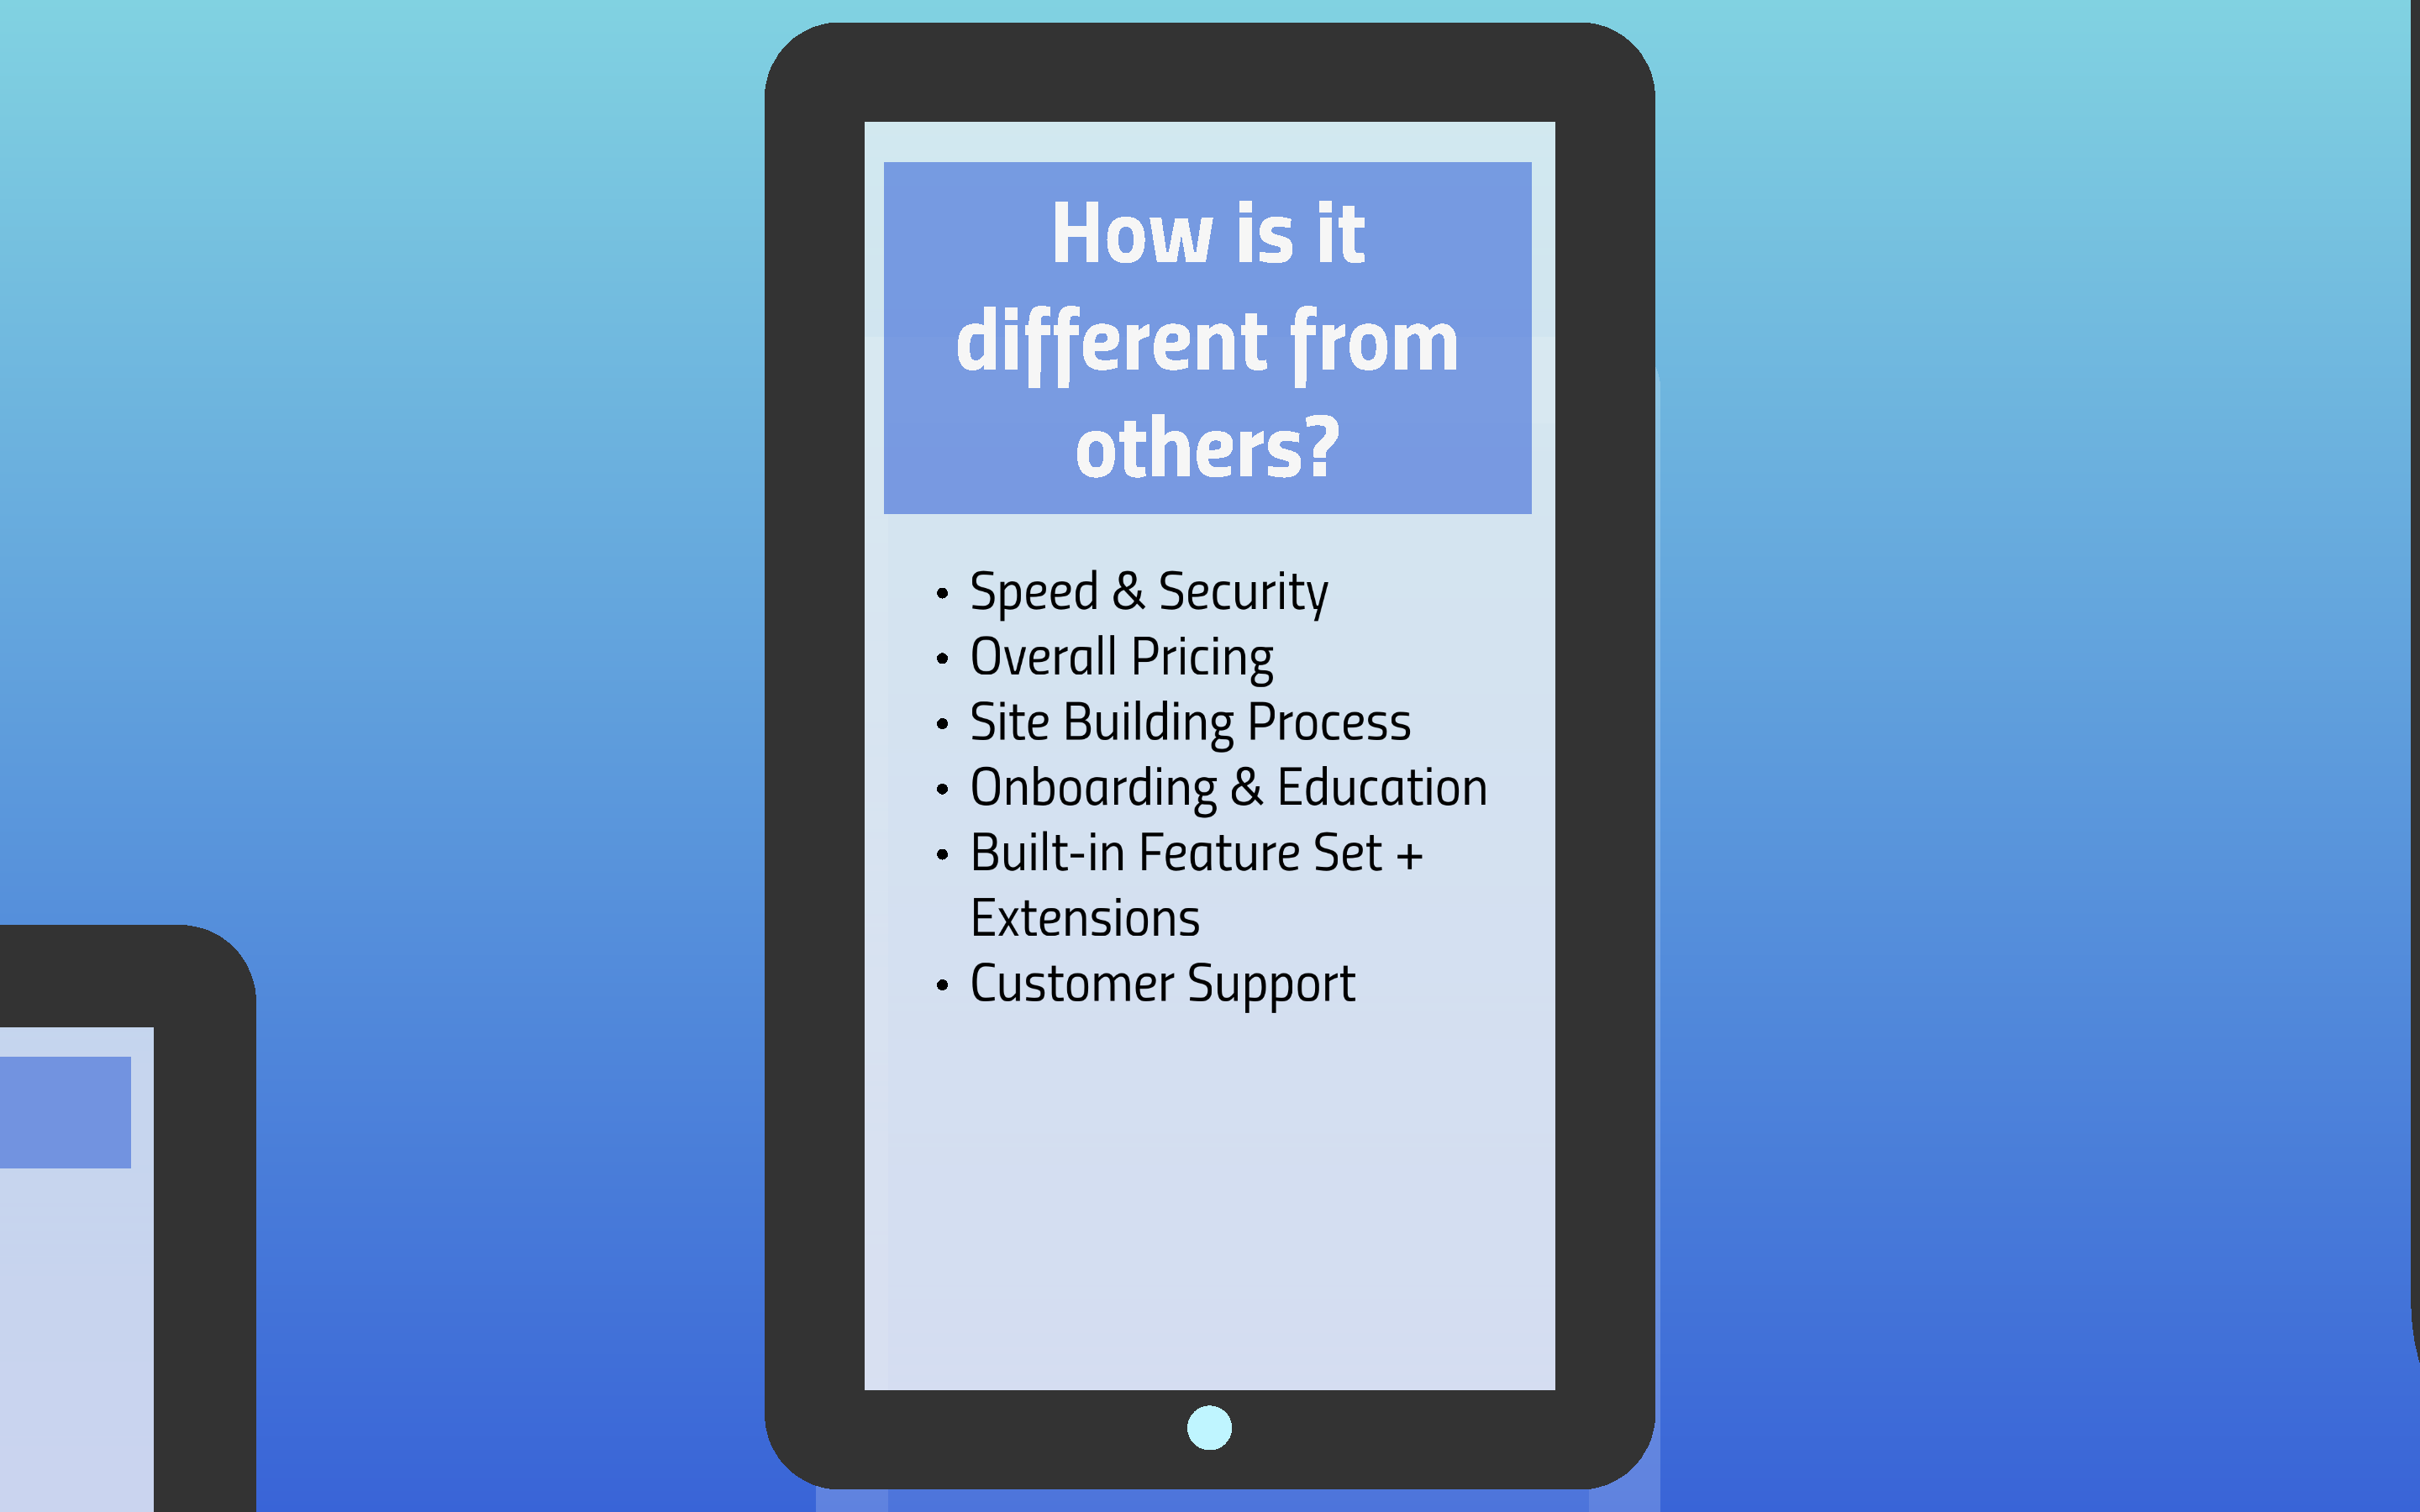 How is it
different from
others?
• Speed & Security
• Overall Pricing
• Site Building Process
• Onboarding & Education
• Built-in Feature Set +
Extensions
• Customer Support